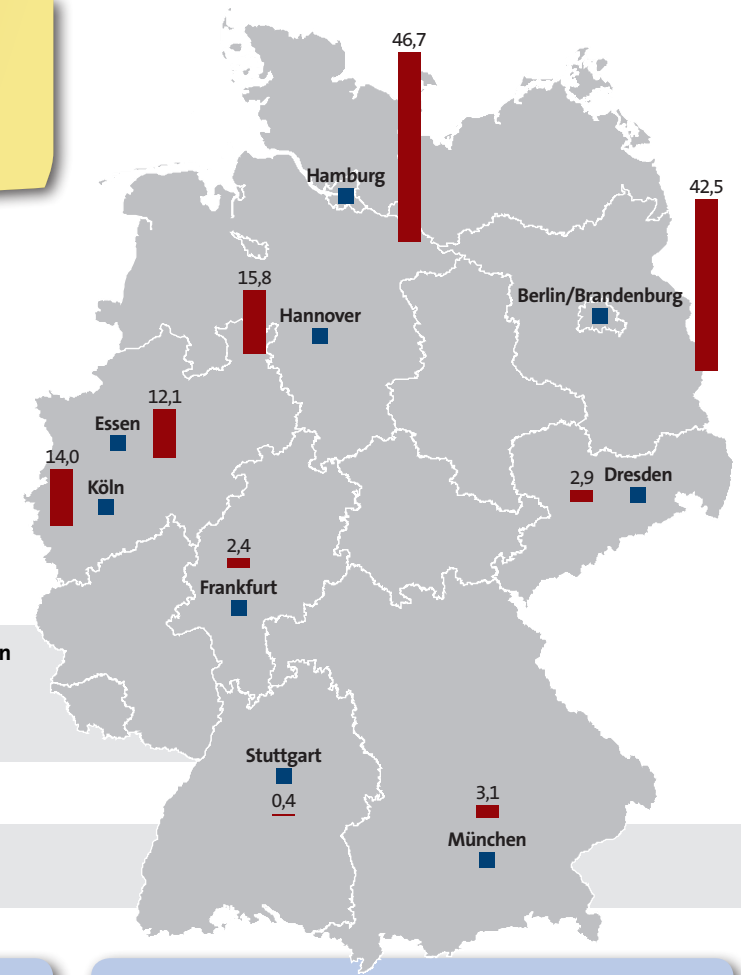 46,7
Hamburg
42,5
15,8
Berlin/Brandenburg
Hannover
12,1
Essen
14,0
Köln
2,9
Dresden
2,4
Frankfurt
n
Stuttgart
0,4
3,1
München